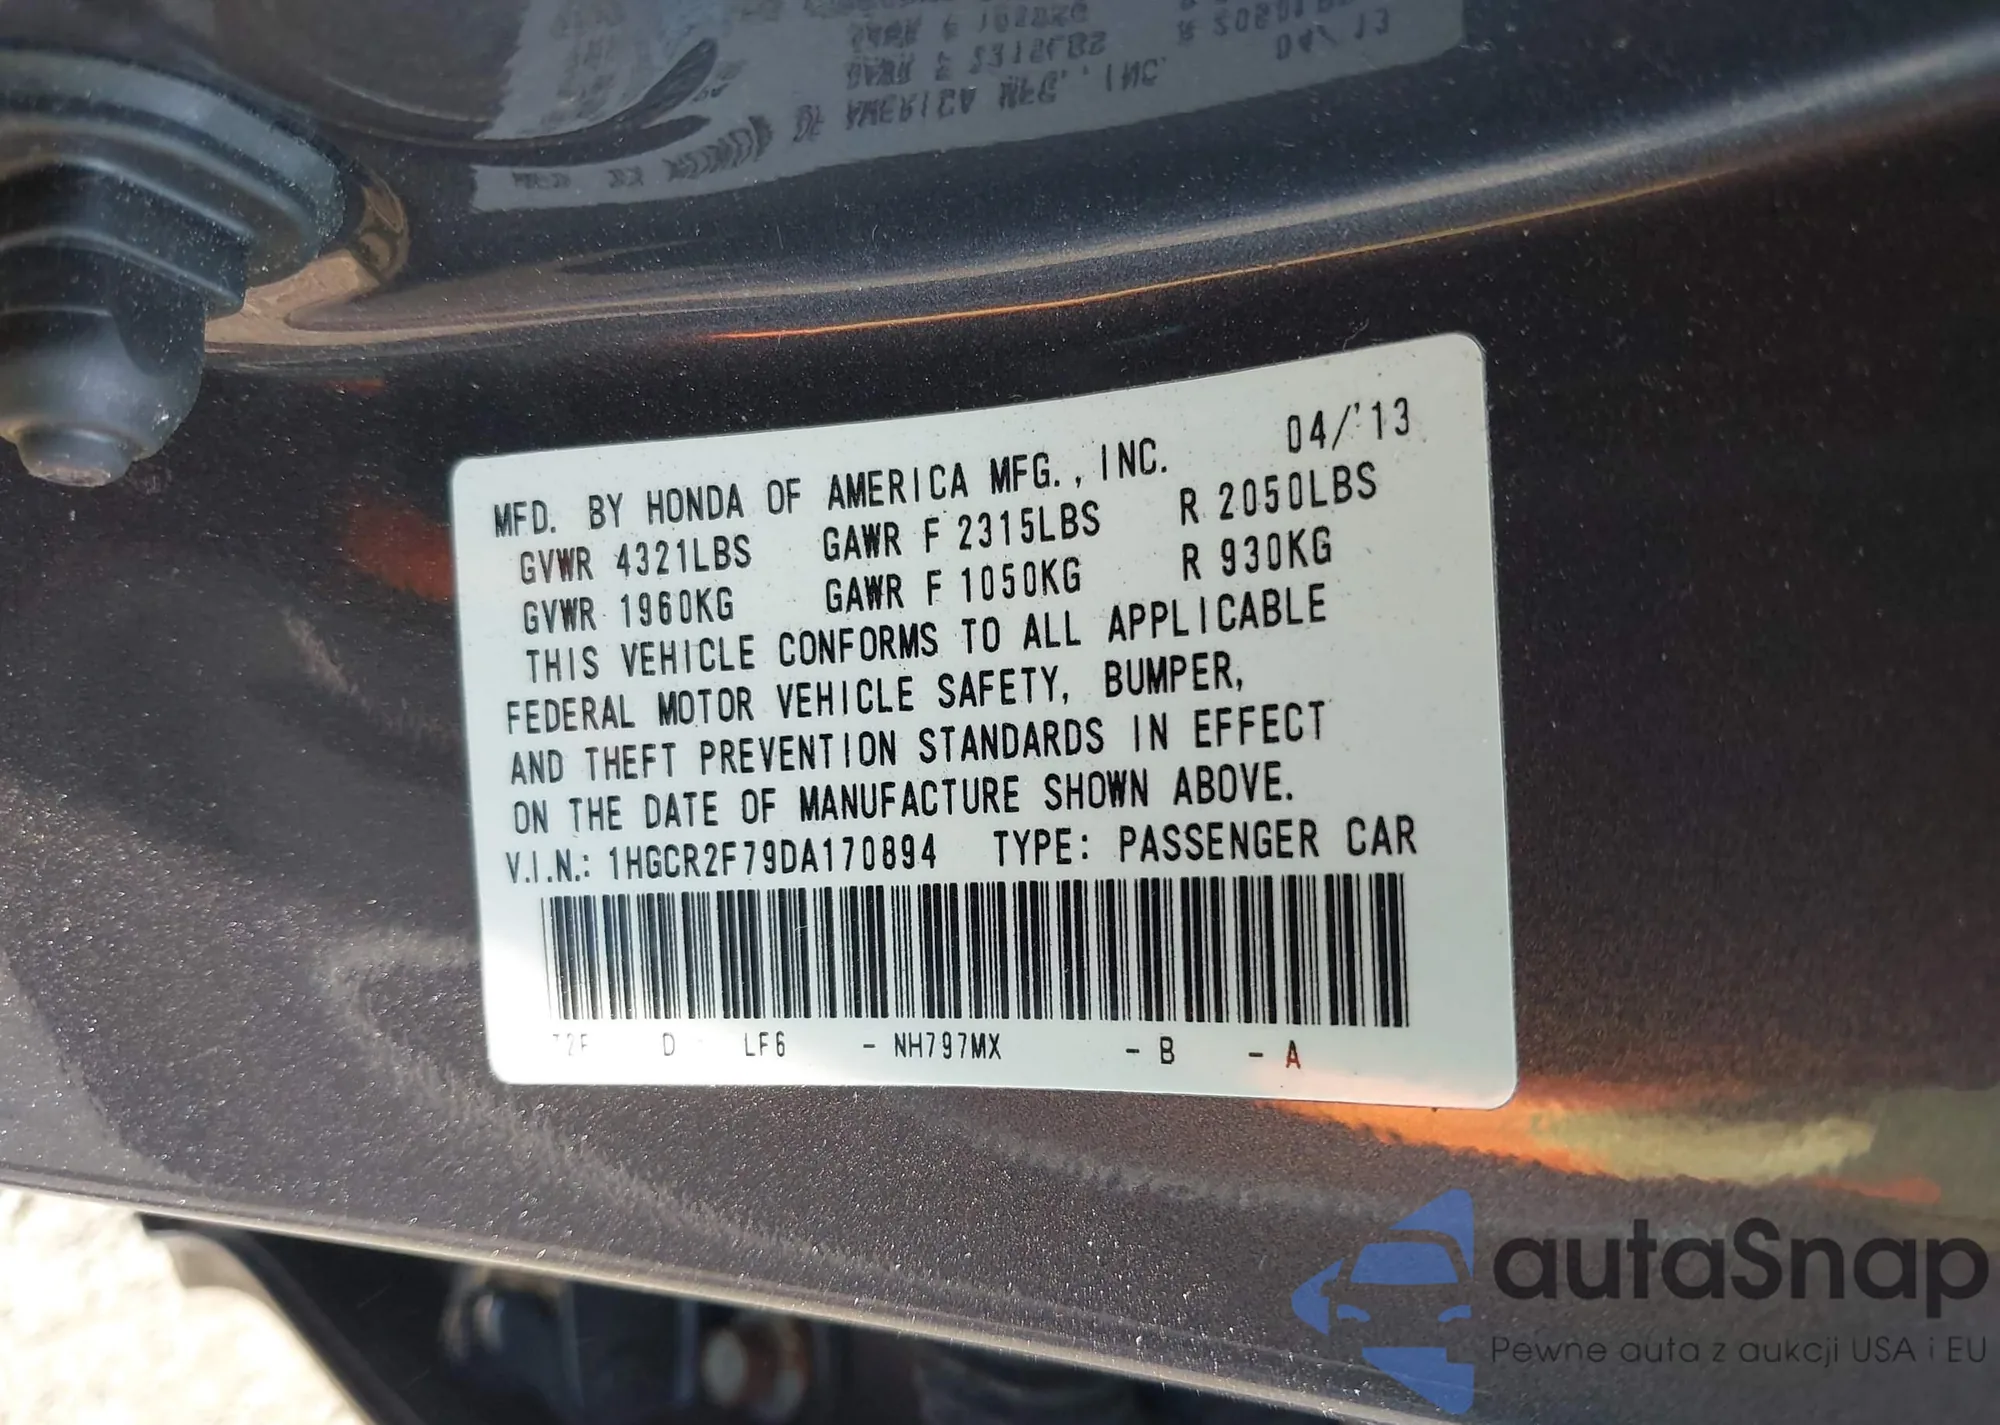 MFD. BY HONDA OF AMERICA MFG., INC. 04/'13
GVWR 4321LBS GAWR F 2315LBS R 2050LBS
GVWR 1960KG GAWR F 1050KG R 930KG
THIS VEHICLE CONFORMS TO ALL APPLICABLE
FEDERAL MOTOR VEHICLE SAFETY, BUMPER,
AND THEFT PREVENTION STANDARDS IN EFFECT
ON THE DATE OF MANUFACTURE SHOWN ABOVE.
V.I.N.: 1HGCR2F79DA170894 TYPE: PASSENGER CAR
T2F D LF6 - NH797MX - B - A
autoSnap
Pewne auta z aukcji USA i EU